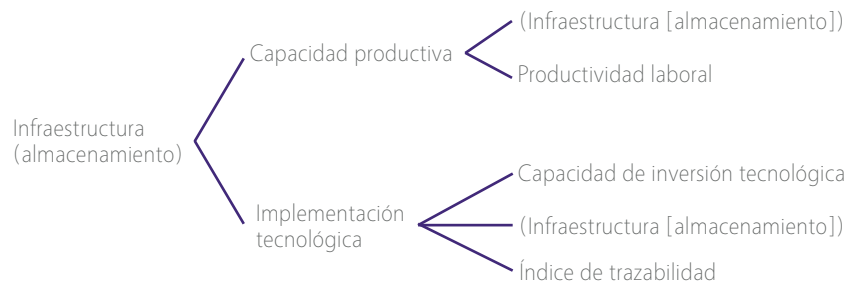 Infraestructura
(almacenamiento)
Capacidad productiva
(Infraestructura [almacenamiento])
Productividad laboral
Implementación
tecnológica
Capacidad de inversión tecnológica
(Infraestructura [almacenamiento])
Índice de trazabilidad